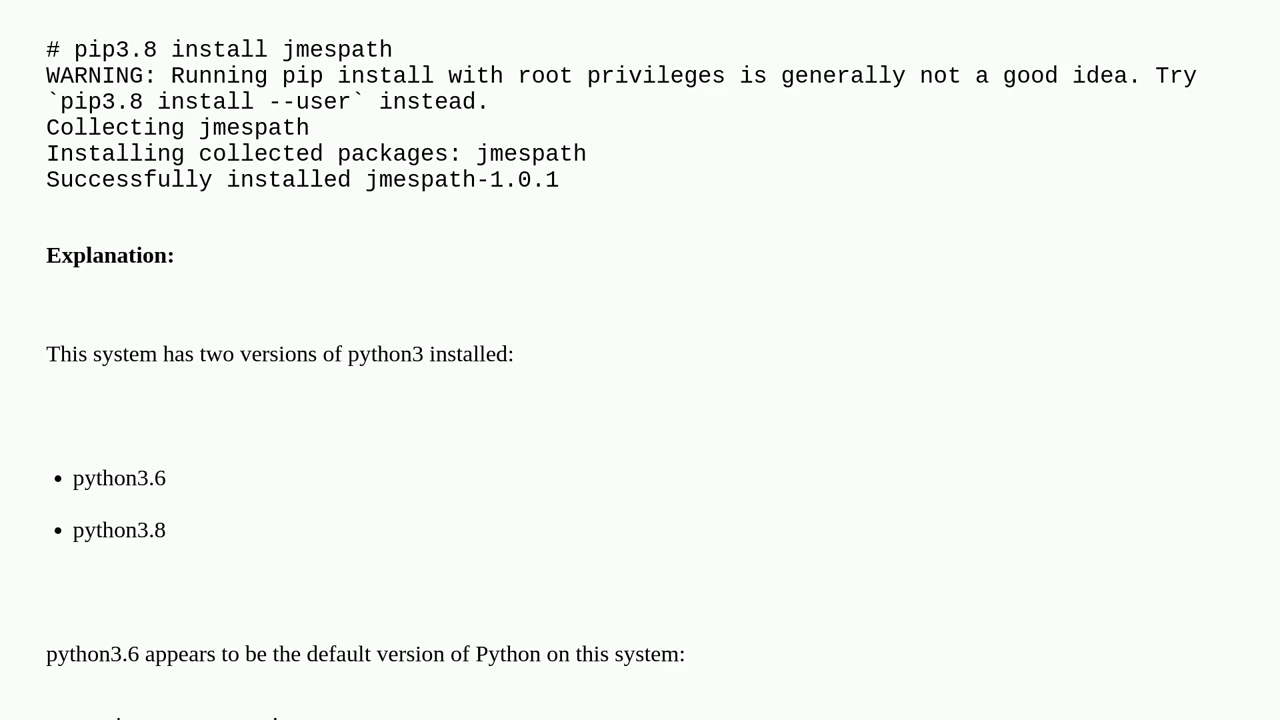 # pip3.8 install jmespath
WARNING: Running pip install with root privileges is generally not a good idea. Try
`pip3.8 install --user` instead.
Collecting jmespath
Installing collected packages: jmespath
Successfully installed jmespath-1.0.1
Explanation:
This system has two versions of python3 installed:
• python3.6
• python3.8
python3.6 appears to be the default version of Python on this system: